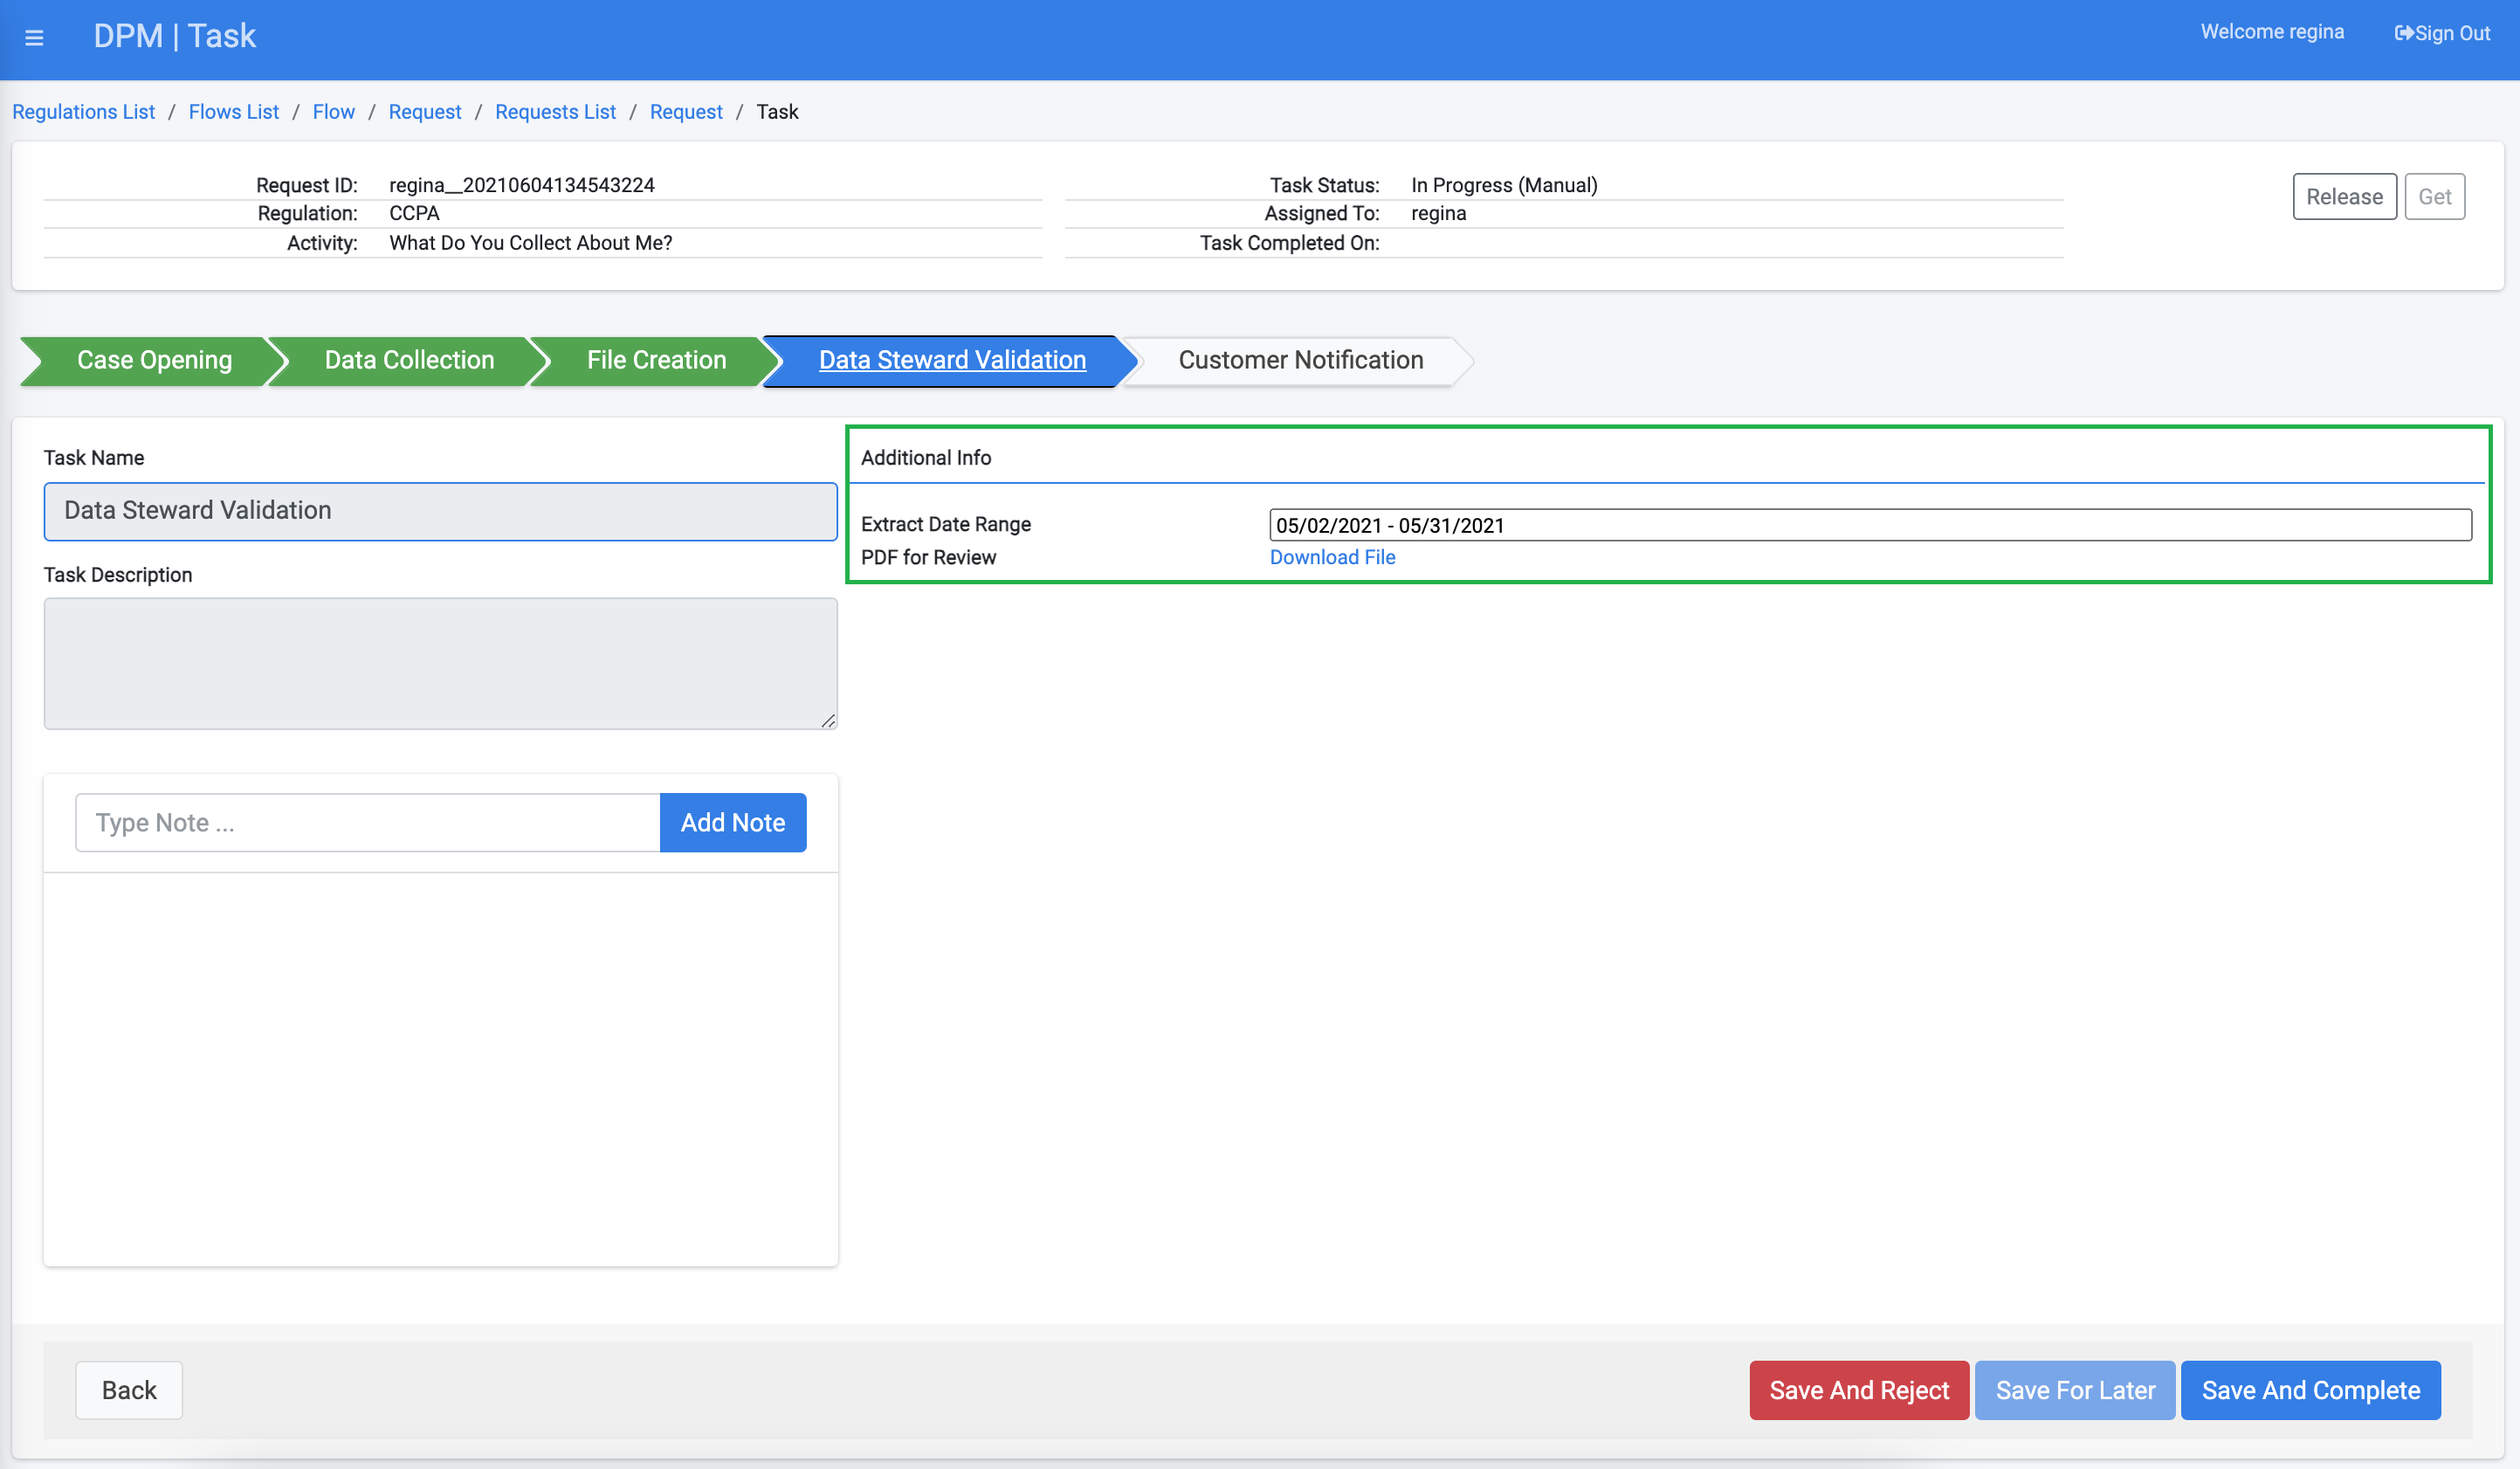 DPM | Task
Welcome regina
Sign Out
Regulations List / Flows List / Flow / Request / Requests List / Request / Task
Request ID: regina__20210604134543224
Regulation: CCPA
Activity: What Do You Collect About Me?
Task Status: In Progress (Manual)
Assigned To: regina
Task Completed On:
Release
Get
Case Opening
Data Collection
File Creation
Data Steward Validation
Customer Notification
Task Name
Data Steward Validation
Task Description
Type Note ...
Add Note
Additional Info
Extract Date Range 05/02/2021 - 05/31/2021
PDF for Review Download File
Back
Save And Reject
Save For Later
Save And Complete